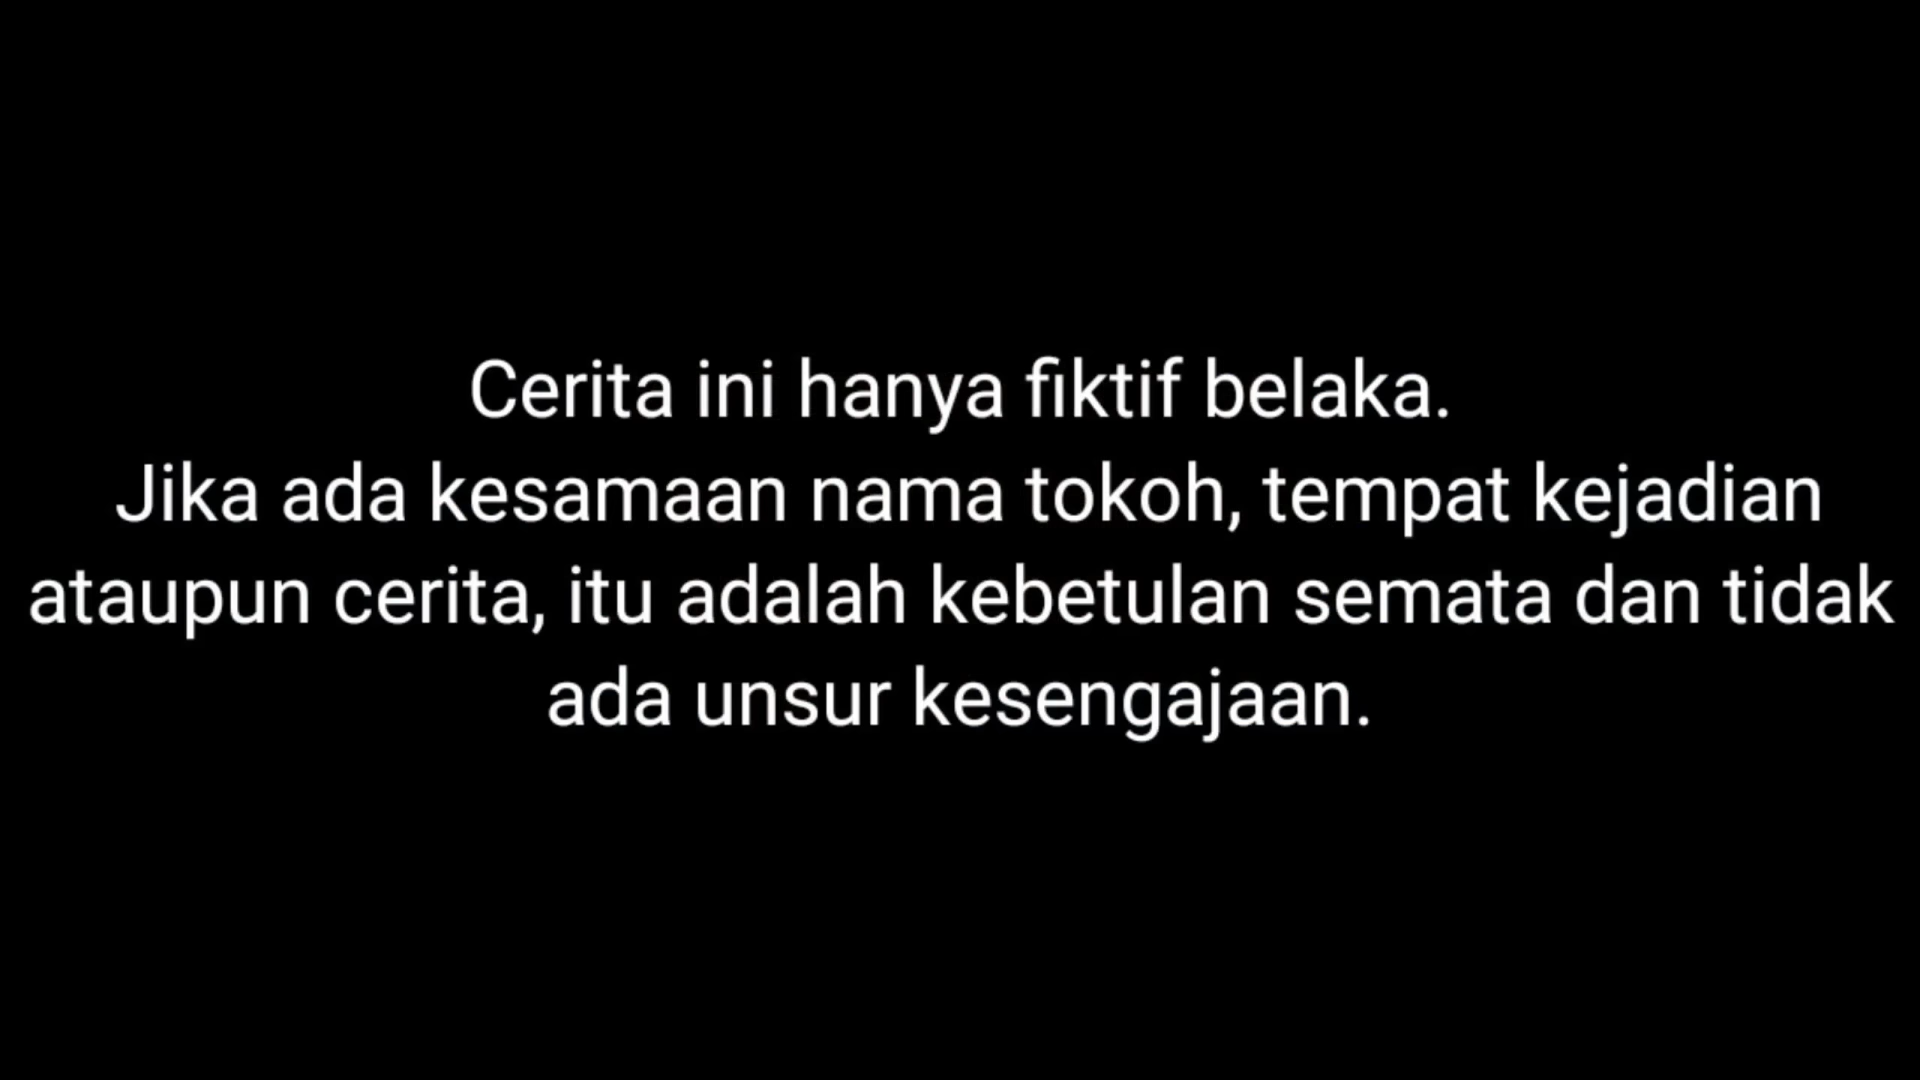 Cerita ini hanya fiktif belaka.
Jika ada kesamaan nama tokoh, tempat kejadian
ataupun cerita, itu adalah kebetulan semata dan tidak
ada unsur kesengajaan.